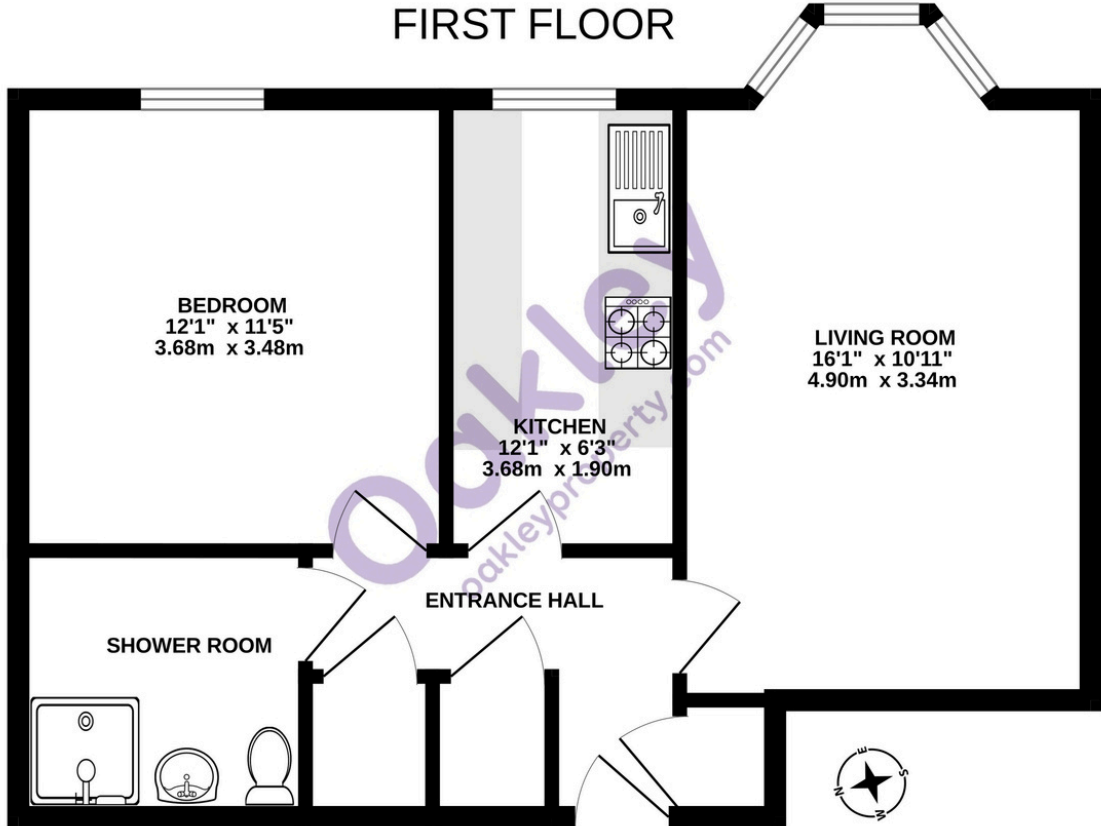 FIRST FLOOR
BEDROOM
12'1" x 11'5"
3.68m x 3.48m
LIVING ROOM
16'1" x 10'11"
4.90m x 3.34m
KITCHEN
12'1" x 6'3"
3.68m x 1.90m
Oakley
oakleyproperty.com
ENTRANCE HALL
SHOWER ROOM
E
S
N
W